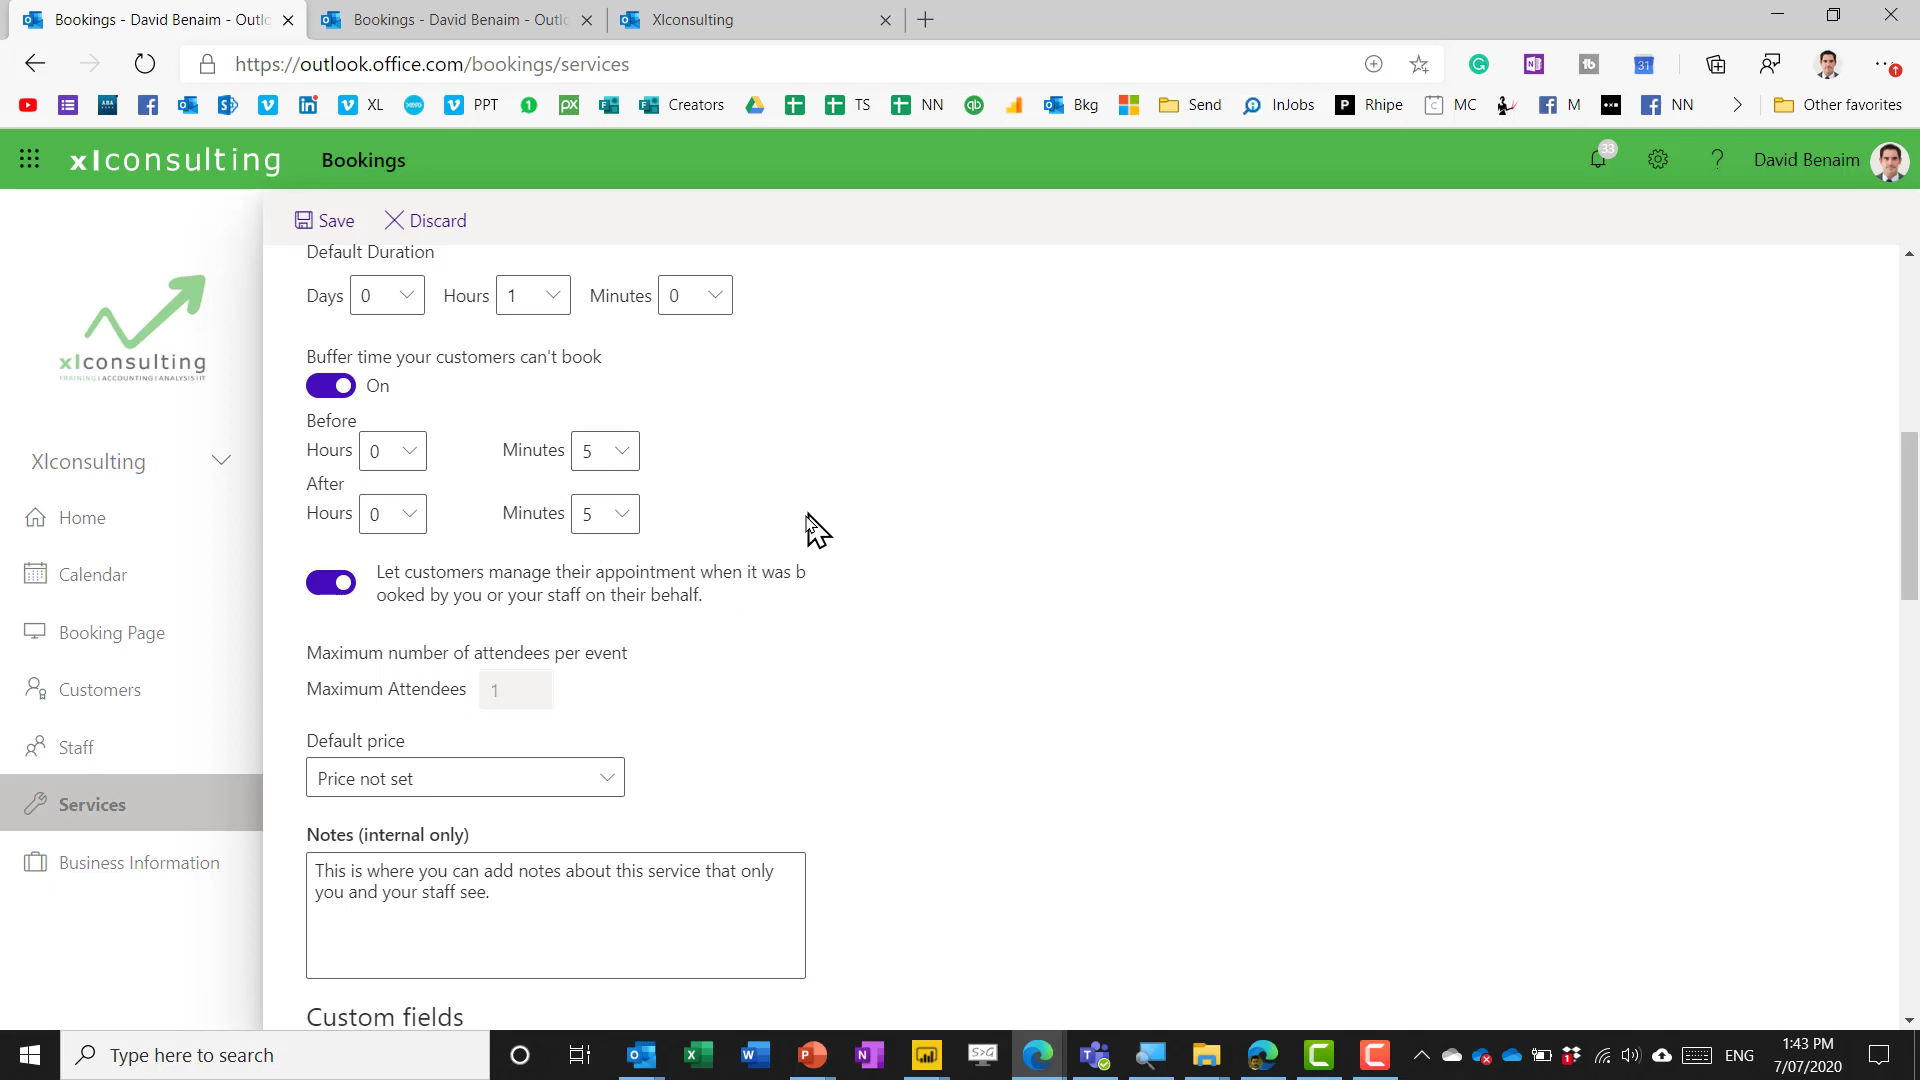 Bookings - David Benaim - Outlo
Bookings - David Benaim - Outlo
Xlconsulting
https://outlook.office.com/bookings/services
XL
PPT
Creators
TS
NN
Bkg
Send
InJobs
Rhipe
MC
M
NN
Other favorites
xlconsulting
Bookings
33
David Benaim
Save
Discard
xlconsulting
TRAINING | ACCOUNTING | ANALYSIS | IT
Xlconsulting
Home
Calendar
Booking Page
Customers
Staff
Services
Business Information
Default Duration
Days 0 Hours 1 Minutes 0
Buffer time your customers can't book
On
Before
Hours 0 Minutes 5
After
Hours 0 Minutes 5
Let customers manage their appointment when it was b
ooked by you or your staff on their behalf.
Maximum number of attendees per event
Maximum Attendees 1
Default price
Price not set
Notes (internal only)
This is where you can add notes about this service that only
you and your staff see.
Custom fields
Type here to search
ENG
1:43 PM
7/07/2020